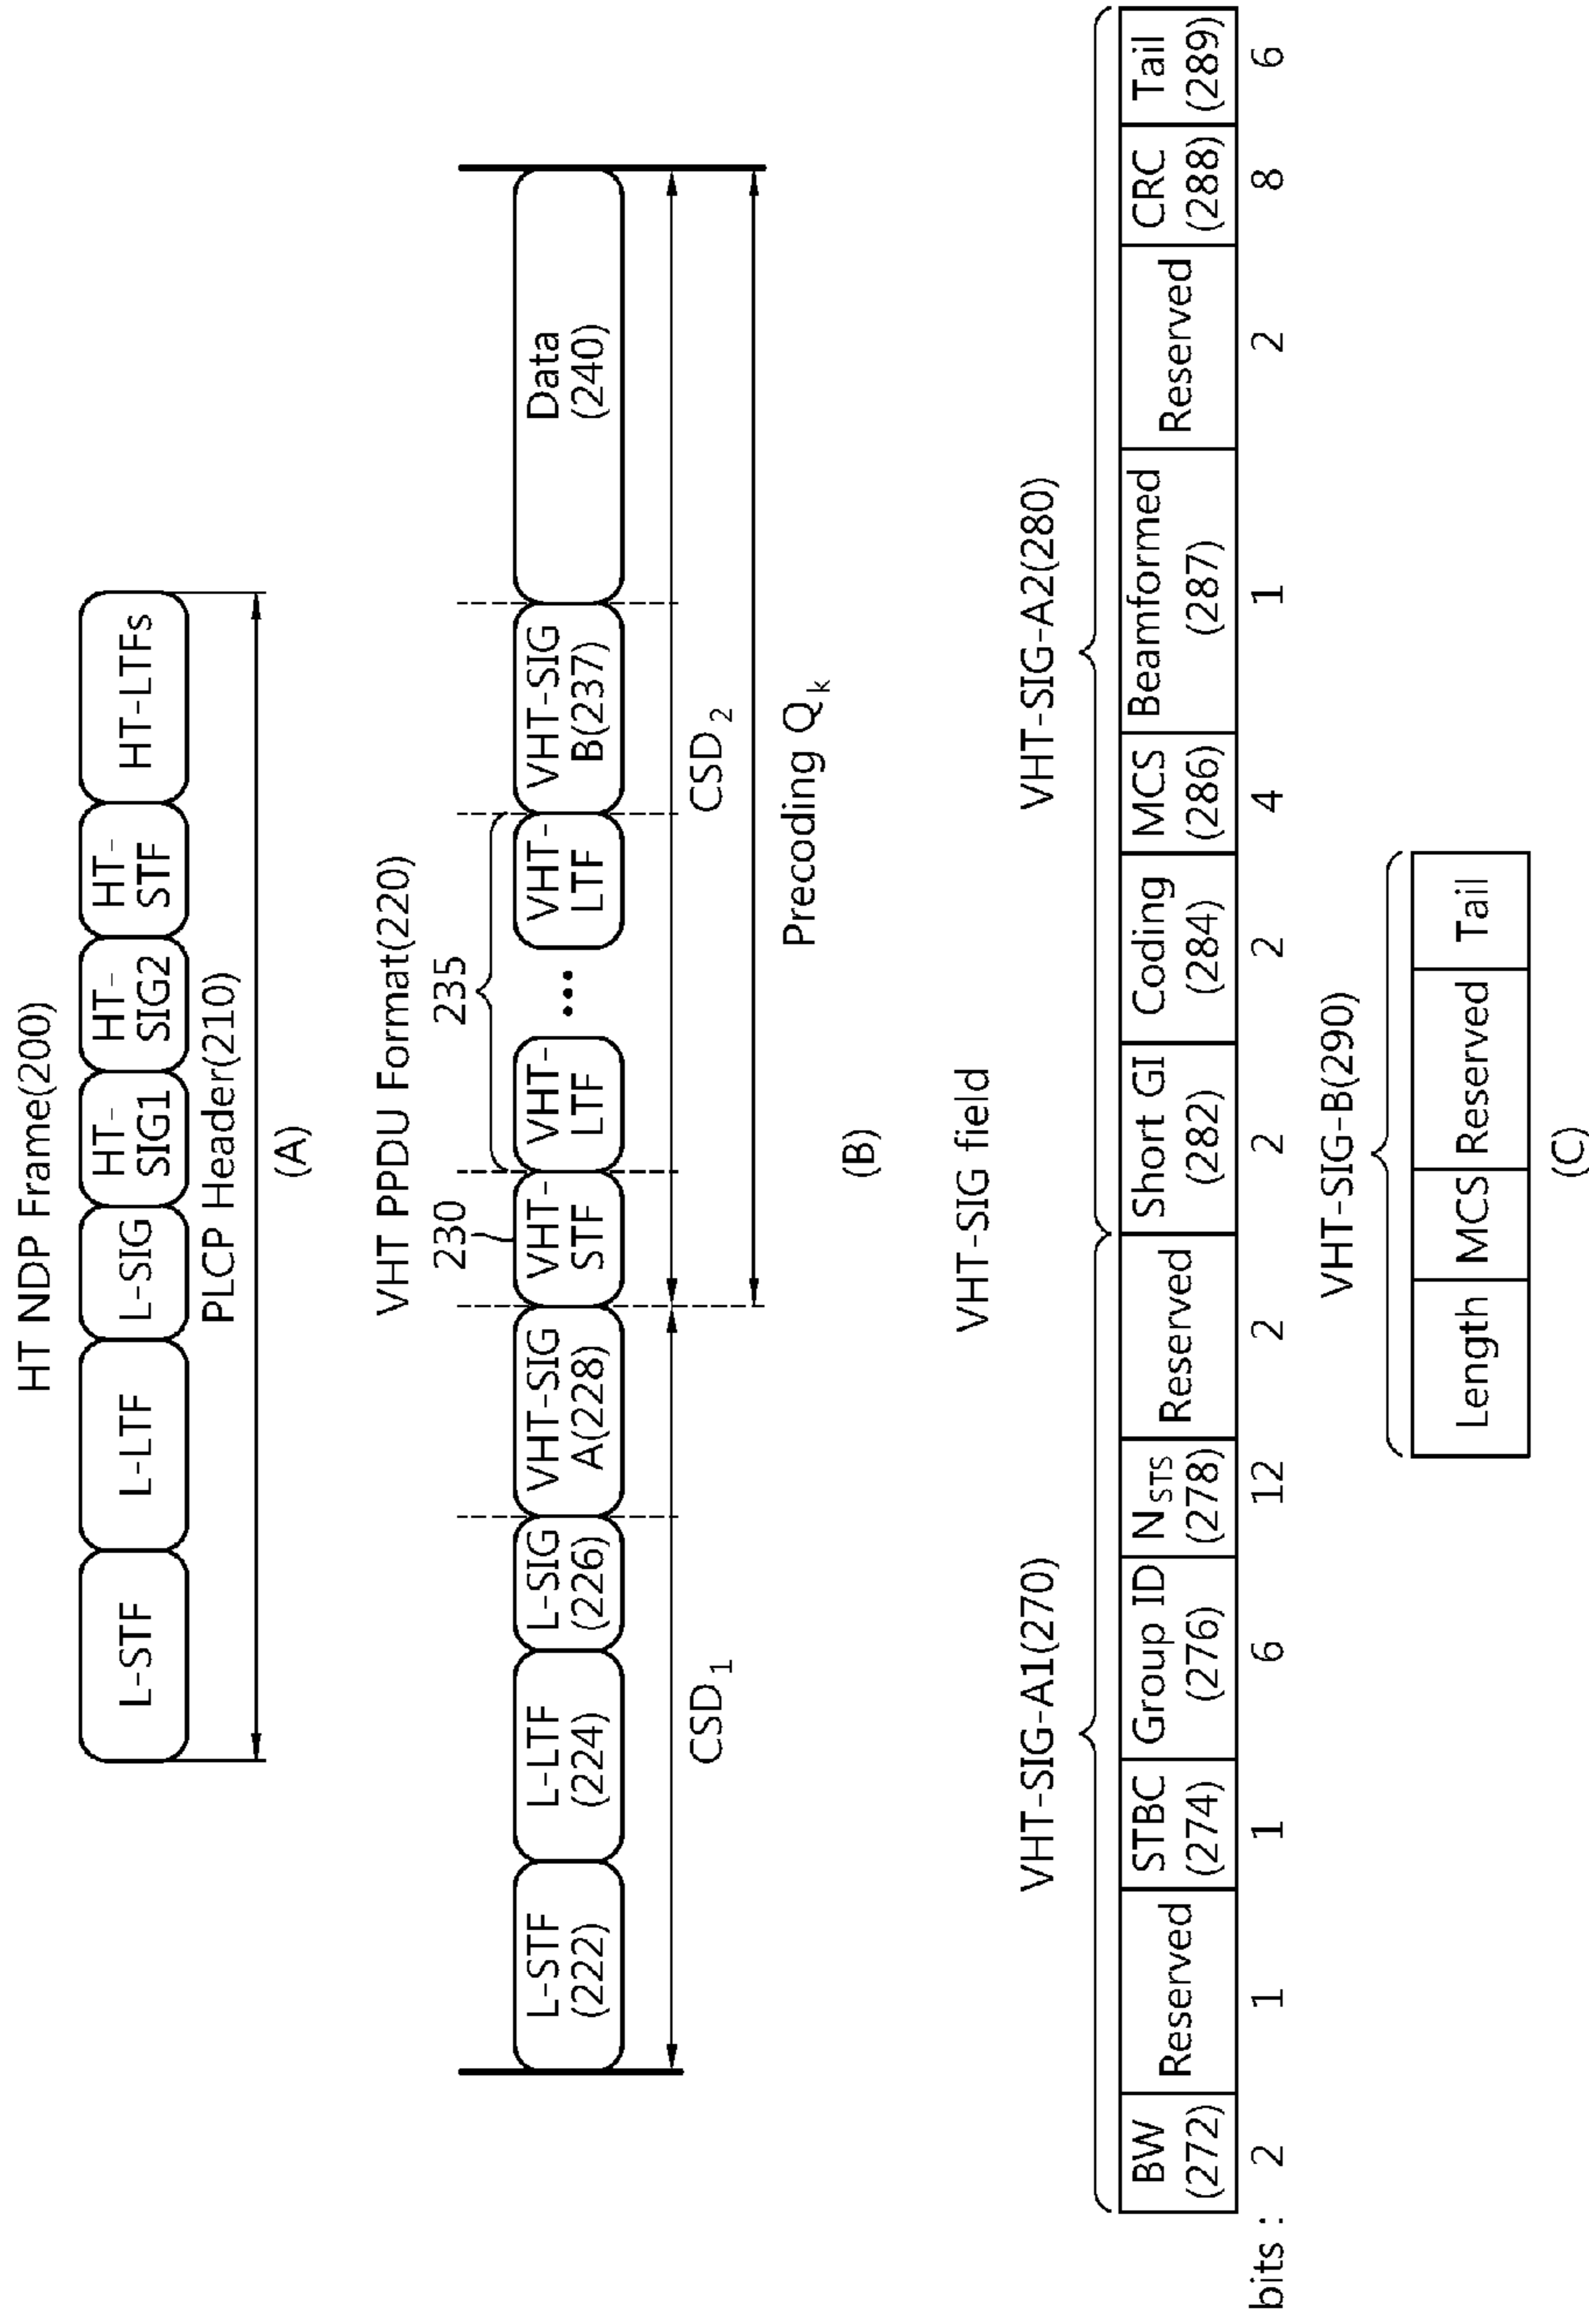 HT NDP Frame(200)
L-STF
L-LTF
L-SIG
HT-
SIG1
HT-
SIG2
HT-
STF
HT-LTFs
PLCP Header(210)
(A)
VHT PPDU Format(220)
230
235
L-STF
(222)
L-LTF
(224)
L-SIG
(226)
VHT-SIG
A(228)
VHT-
STF
VHT-
LTF
...
VHT-
LTF
VHT-SIG
B(237)
Data
(240)
CSD1
CSD2
Precoding Qk
(B)
VHT-SIG field
VHT-SIG-A1(270)
VHT-SIG-A2(280)
BW
(272)
Reserved
STBC
(274)
Group ID
(276)
NSTS
(278)
Reserved
Short GI
(282)
Coding
(284)
MCS
(286)
Beamformed
(287)
Reserved
CRC
(288)
Tail
(289)
bits : 2 1 1 6 12 2 2 2 4 1 2 8 6
VHT-SIG-B(290)
Length MCS Reserved Tail
(C)